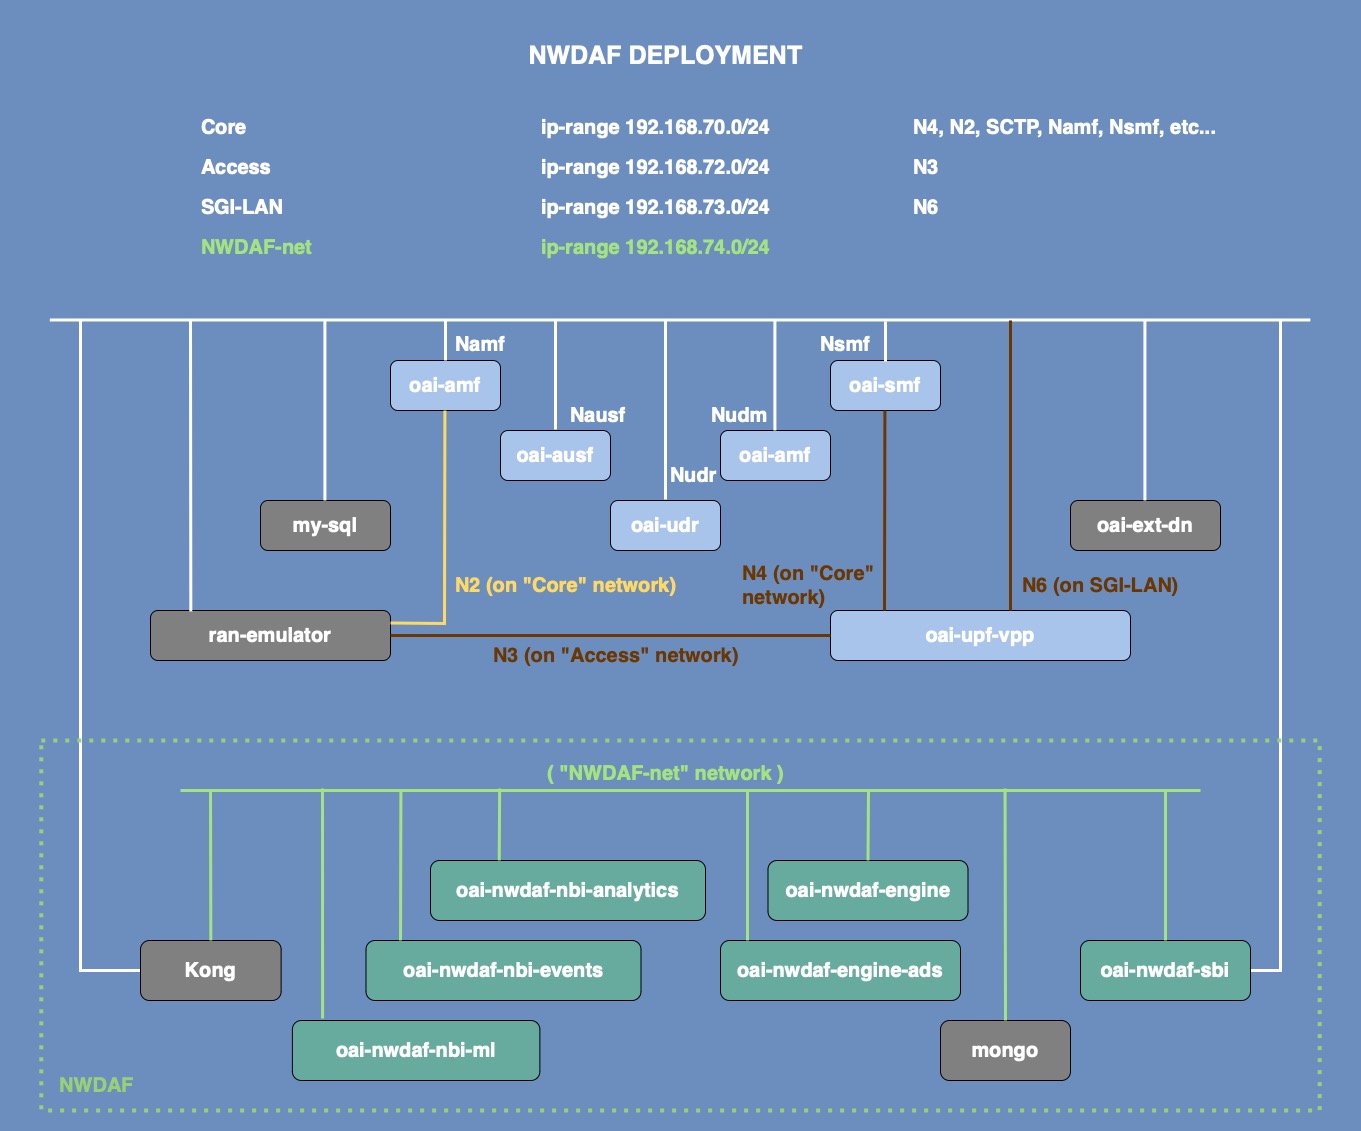 NWDAF DEPLOYMENT
Core ip-range 192.168.70.0/24 N4, N2, SCTP, Namf, Nsmf, etc...
Access ip-range 192.168.72.0/24 N3
SGI-LAN ip-range 192.168.73.0/24 N6
NWDAF-net ip-range 192.168.74.0/24
Namf
Nsmf
oai-amf
oai-smf
Nausf
Nudm
oai-ausf
oai-amf
Nudr
my-sql
oai-udr
oai-ext-dn
N2 (on "Core" network)
N4 (on "Core"
network)
N6 (on SGI-LAN)
ran-emulator
oai-upf-vpp
N3 (on "Access" network)
( "NWDAF-net" network )
oai-nwdaf-nbi-analytics
oai-nwdaf-engine
Kong
oai-nwdaf-nbi-events
oai-nwdaf-engine-ads
oai-nwdaf-sbi
oai-nwdaf-nbi-ml
mongo
NWDAF